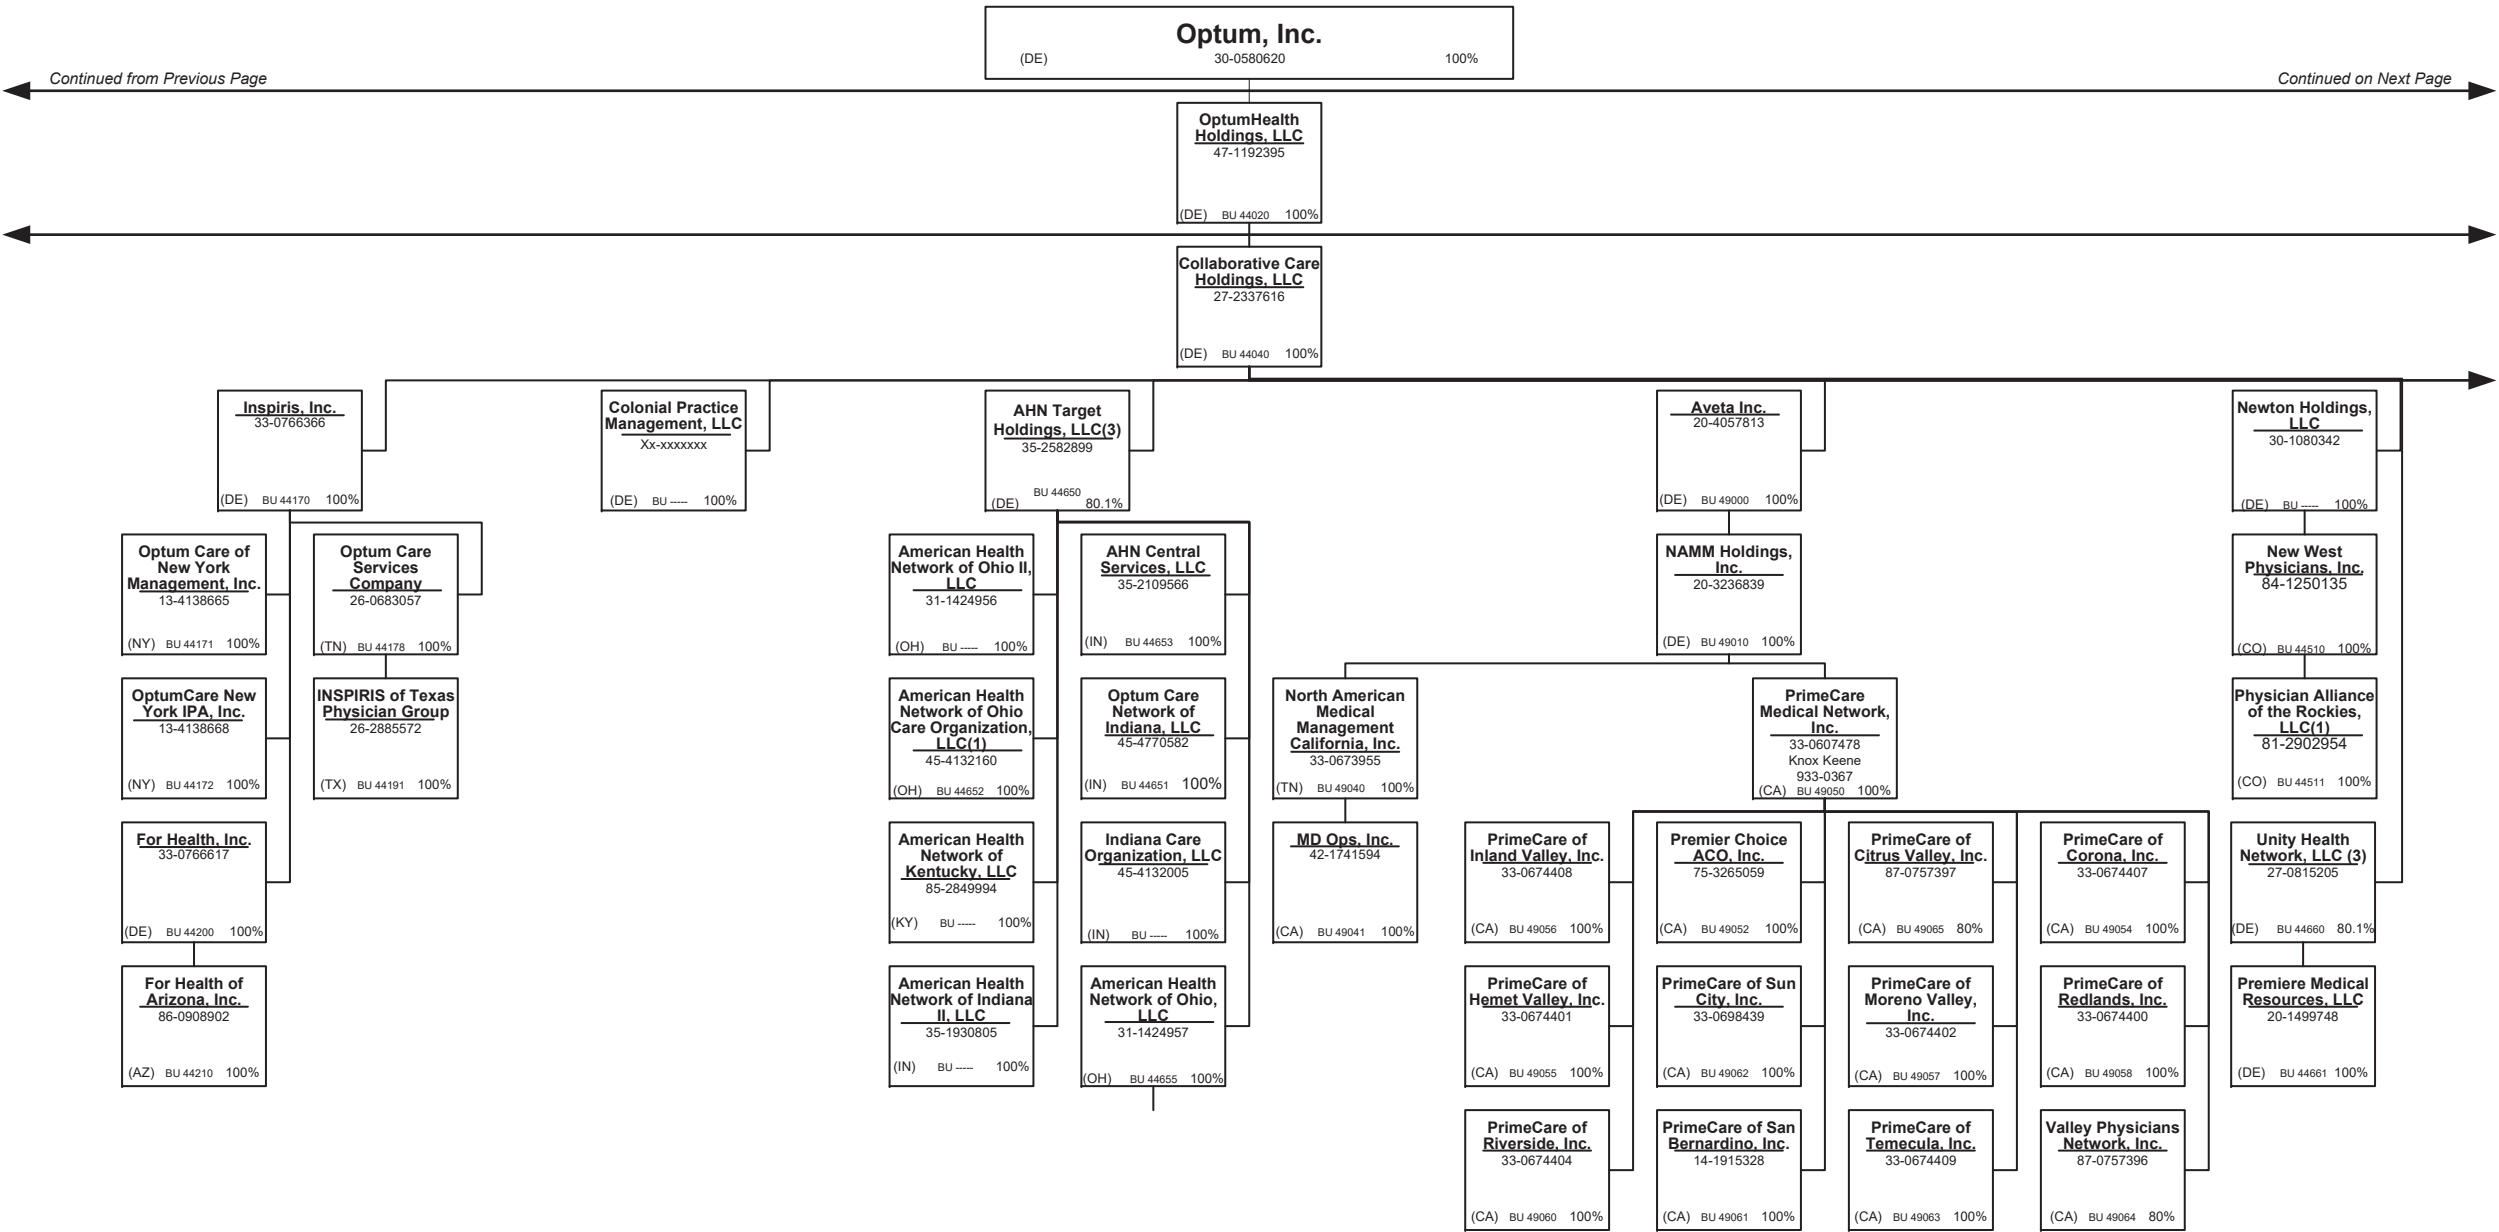 Optum, Inc.
(DE) 30-0580620 100%
Continued from Previous Page
Continued on Next Page
OptumHealth
Holdings, LLC
47-1192395
(DE) BU 44020 100%
Collaborative Care
Holdings, LLC
27-2337616
(DE) BU 44040 100%
Inspiris, Inc.
33-0766366
(DE) BU 44170 100%
Colonial Practice
Management, LLC
Xx-xxxxxxx
(DE) BU ----- 100%
AHN Target
Holdings, LLC(3)
35-2582899
BU 44650
(DE) 80.1%
Aveta Inc.
20-4057813
(DE) BU 49000 100%
Newton Holdings,
LLC
30-1080342
(DE) BU ----- 100%
Optum Care of
New York
Management, Inc.
13-4138665
(NY) BU 44171 100%
Optum Care
Services
Company
26-0683057
(TN) BU 44178 100%
American Health
Network of Ohio II,
LLC
31-1424956
(OH) BU ----- 100%
AHN Central
Services, LLC
35-2109566
(IN) BU 44653 100%
NAMM Holdings,
Inc.
20-3236839
(DE) BU 49010 100%
New West
Physicians, Inc.
84-1250135
(CO) BU 44510 100%
OptumCare New
York IPA, Inc.
13-4138668
(NY) BU 44172 100%
INSPIRIS of Texas
Physician Group
26-2885572
(TX) BU 44191 100%
American Health
Network of Ohio
Care Organization,
LLC(1)
45-4132160
(OH) BU 44652 100%
Optum Care
Network of
Indiana, LLC
45-4770582
(IN) BU 44651 100%
North American
Medical
Management
California, Inc.
33-0673955
(TN) BU 49040 100%
PrimeCare
Medical Network,
Inc.
33-0607478
Knox Keene
933-0367
(CA) BU 49050 100%
Physician Alliance
of the Rockies,
LLC(1)
81-2902954
(CO) BU 44511 100%
For Health, Inc.
33-0766617
(DE) BU 44200 100%
American Health
Network of
Kentucky, LLC
85-2849994
(KY) BU ----- 100%
Indiana Care
Organization, LLC
45-4132005
(IN) BU ----- 100%
MD Ops, Inc.
42-1741594
(CA) BU 49041 100%
PrimeCare of
Inland Valley, Inc.
33-0674408
(CA) BU 49056 100%
Premier Choice
ACO, Inc.
75-3265059
(CA) BU 49052 100%
PrimeCare of
Citrus Valley, Inc.
87-0757397
(CA) BU 49065 80%
PrimeCare of
Corona, Inc.
33-0674407
(CA) BU 49054 100%
Unity Health
Network, LLC (3)
27-0815205
(DE) BU 44660 80.1%
For Health of
Arizona, Inc.
86-0908902
(AZ) BU 44210 100%
American Health
Network of Indiana
II, LLC
35-1930805
(IN) BU ----- 100%
American Health
Network of Ohio,
LLC
31-1424957
(OH) BU 44655 100%
PrimeCare of
Hemet Valley, Inc.
33-0674401
(CA) BU 49055 100%
PrimeCare of Sun
City, Inc.
33-0698439
(CA) BU 49062 100%
PrimeCare of
Moreno Valley,
Inc.
33-0674402
(CA) BU 49057 100%
PrimeCare of
Redlands, Inc.
33-0674400
(CA) BU 49058 100%
Premiere Medical
Resources, LLC
20-1499748
(DE) BU 44661 100%
PrimeCare of
Riverside, Inc.
33-0674404
(CA) BU 49060 100%
PrimeCare of San
Bernardino, Inc.
14-1915328
(CA) BU 49061 100%
PrimeCare of
Temecula, Inc.
33-0674409
(CA) BU 49063 100%
Valley Physicians
Network, Inc.
87-0757396
(CA) BU 49064 80%